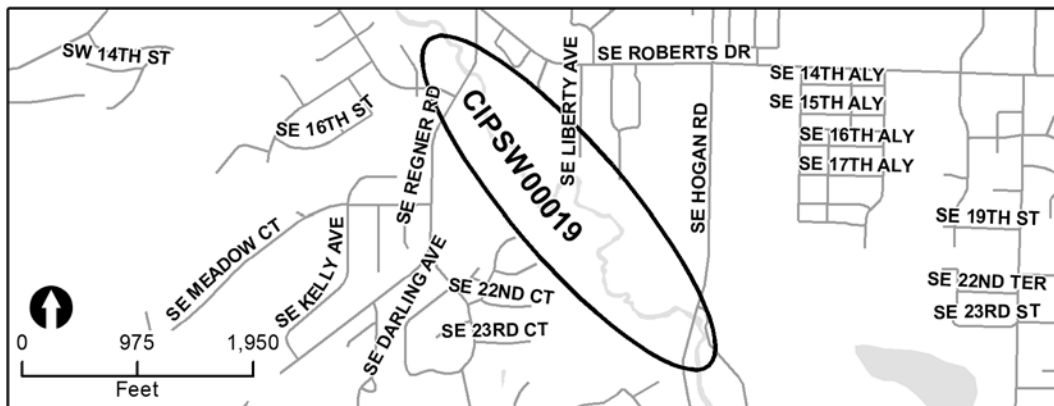 SW 14TH ST
SE 16TH ST
SE REGNER RD
CIPSW00019
SE LIBERTY AVE
SE ROBERTS DR
SE HOGAN RD
SE 14TH ALY
SE 15TH ALY
SE 16TH ALY
SE 17TH ALY
SE 19TH ST
SE 22ND TER
SE 23RD ST
SE MEADOW CT
SE KELLY AVE
SE DARLING AVE
SE 22ND CT
SE 23RD CT
0 975 1,950
Feet